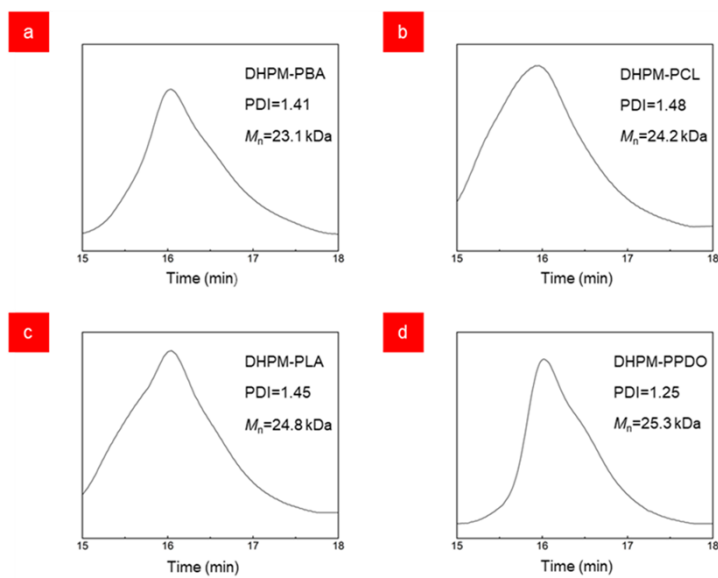 a
DHPM-PBA
PDI=1.41
Mn=23.1 kDa
15 16 17 18
Time (min)
b
DHPM-PCL
PDI=1.48
Mn=24.2 kDa
15 16 17 18
Time (min)
c
DHPM-PLA
PDI=1.45
Mn=24.8 kDa
15 16 17 18
Time (min)
d
DHPM-PPDO
PDI=1.25
Mn=25.3 kDa
15 16 17 18
Time (min)